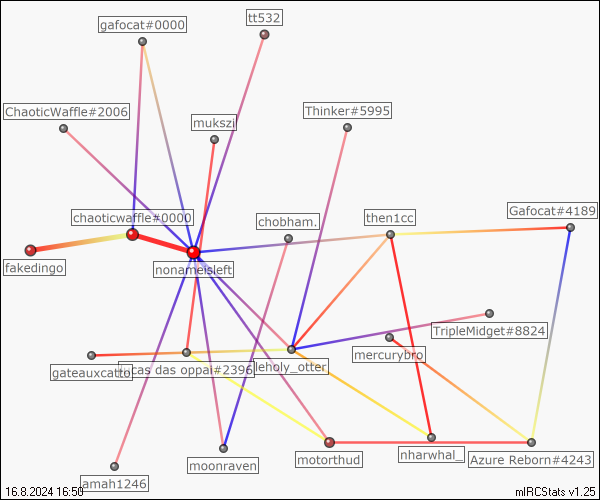 gafocat#0000
tt532
ChaoticWaffle#2006
mukszi
Thinker#5995
chaoticwaffle#0000
chobham.
then1cc
Gafocat#4189
fakedingo
nonameisleft
TripleMidget#8824
mercurybro
gateauxcatto
cas das oppai#2396
leholy_otter
moonraven
motorthud
nharwhal_
Azure Reborn#4243
amah1246
16.8.2024 16:50
mIRCStats v1.25